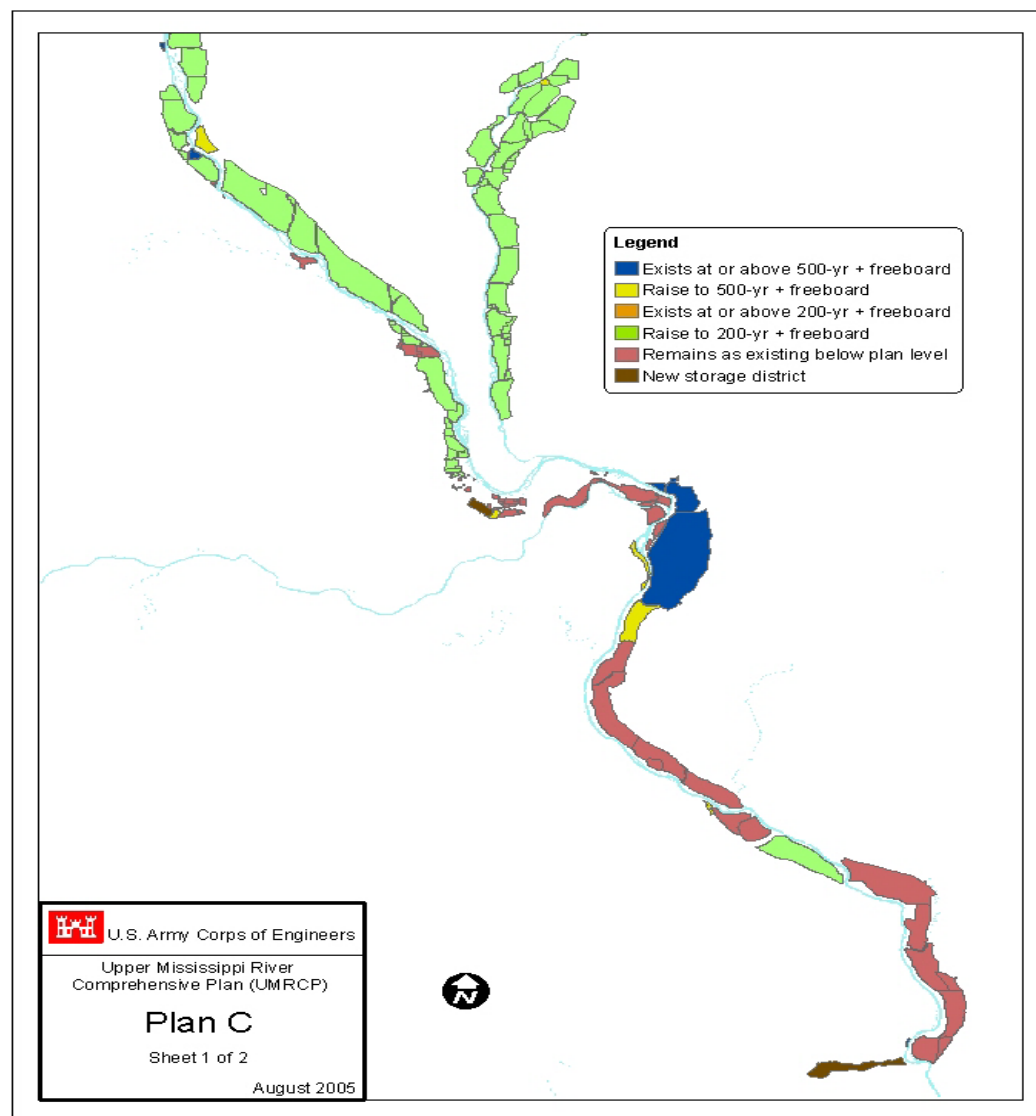 Legend
Exists at or above 500-yr + freeboard
Raise to 500-yr + freeboard
Exists at or above 200-yr + freeboard
Raise to 200-yr + freeboard
Remains as existing below plan level
New storage district
U.S. Army Corps of Engineers
Upper Mississippi River
Comprehensive Plan (UMRCP)
Plan C
Sheet 1 of 2
August 2005
N